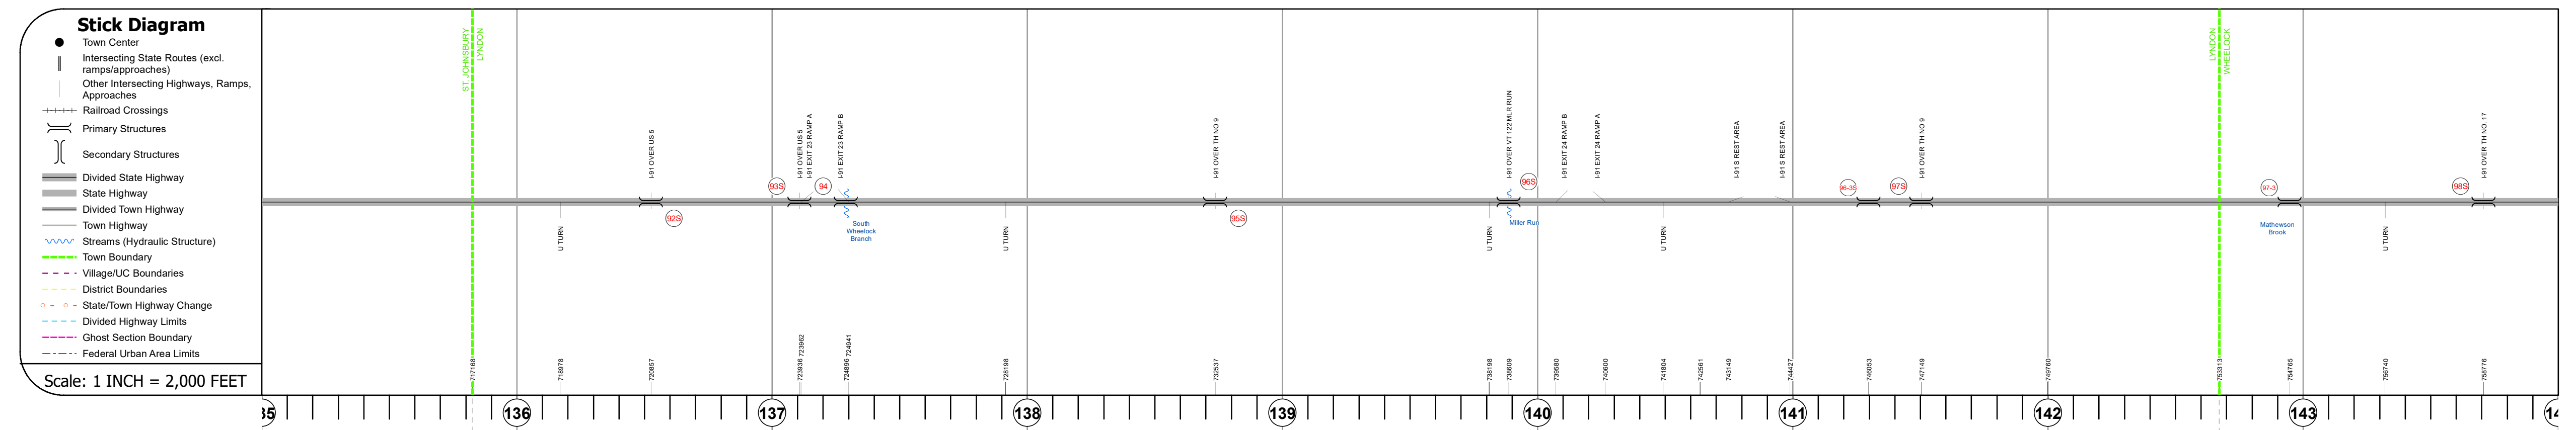 Stick Diagram
Town Center
Intersecting State Routes (excl.
ramps/approaches)
Other Intersecting Highways, Ramps,
Approaches
Railroad Crossings
Primary Structures
Secondary Structures
Divided State Highway
State Highway
Divided Town Highway
Town Highway
Streams (Hydraulic Structure)
Town Boundary
Village/UC Boundaries
District Boundaries
State/Town Highway Change
Divided Highway Limits
Ghost Section Boundary
Federal Urban Area Limits
Scale: 1 INCH = 2,000 FEET
ST JOHNSBURY
LYNDON
LYNDON
WHEELOCK
I-91 OVER US 5
I-91 OVER US 5
I-91 EXIT 23 RAMP A
I-91 EXIT 23 RAMP B
I-91 OVER TH NO 9
I-91 OVER VT 122 MLR RUN
I-91 EXIT 24 RAMP B
I-91 EXIT 24 RAMP A
I-91 S REST AREA
I-91 S REST AREA
I-91 OVER TH NO 9
I-91 OVER TH NO. 17
93S
94
96S
96-3S
97S
97-3
98S
92S
95S
South
Wheelock
Branch
Miller Run
Mathewson
Brook
U TURN
U TURN
U TURN
U TURN
U TURN
717168
718978
720857
723936
723962
724896
724941
728198
732537
738198
738609
739580
740600
741804
742561
743149
744427
746053
747149
749760
753313
754765
756740
758776
35
136
137
138
139
140
141
142
143
14